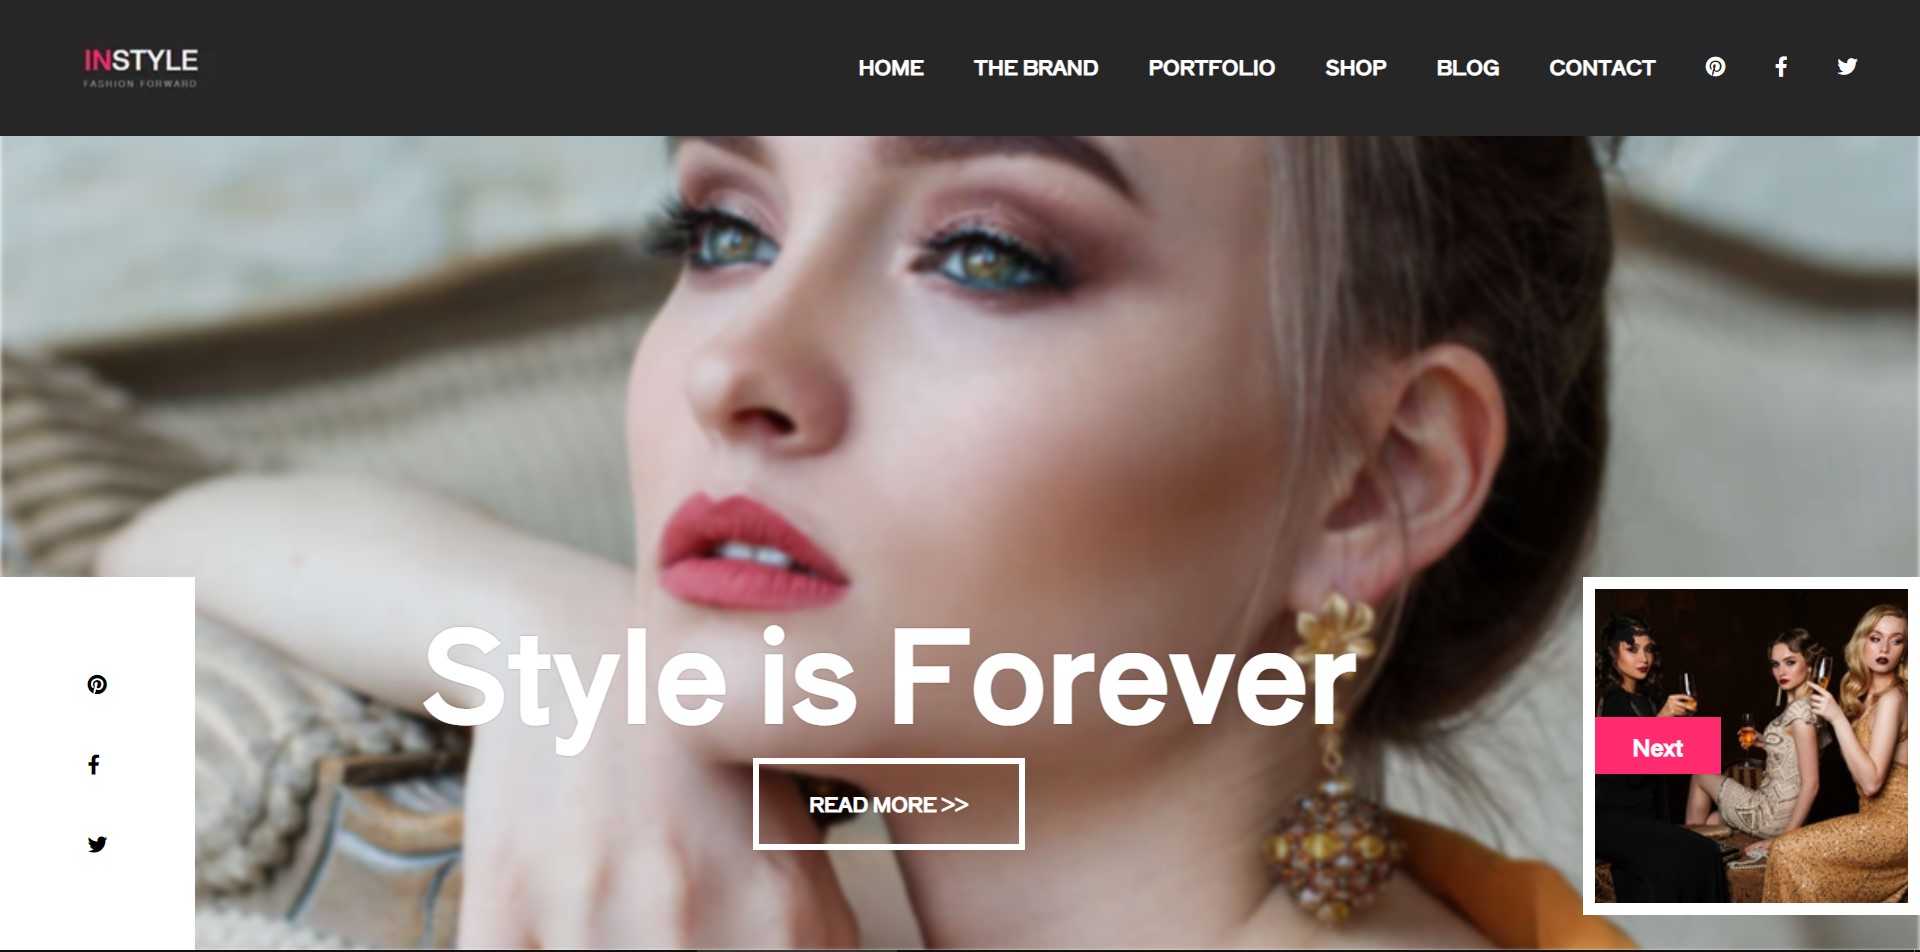 INSTYLE
FASHION FORWARD
HOME THE BRAND PORTFOLIO SHOP BLOG CONTACT
Style is Forever
Next
READ MORE >>